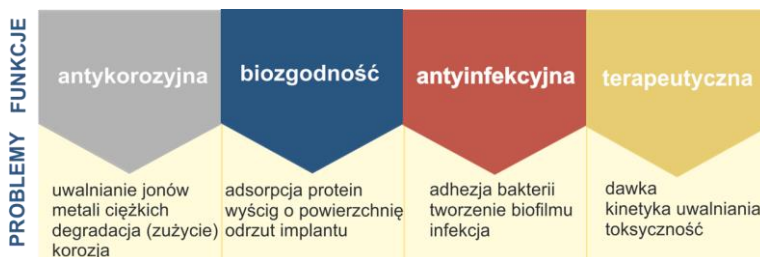 FUNKCJE
antykorozyjna
biozgodność
antyinfekcyjna
terapeutyczna
PROBLEMY
uwalnianie jonów
metali ciężkich
degradacja (zużycie)
korozja
adsorpcja protein
wyścig o powierzchnię
odrzut implantu
adhezja bakterii
tworzenie biofilmu
infekcja
dawka
kinetyka uwalniania
toksyczność